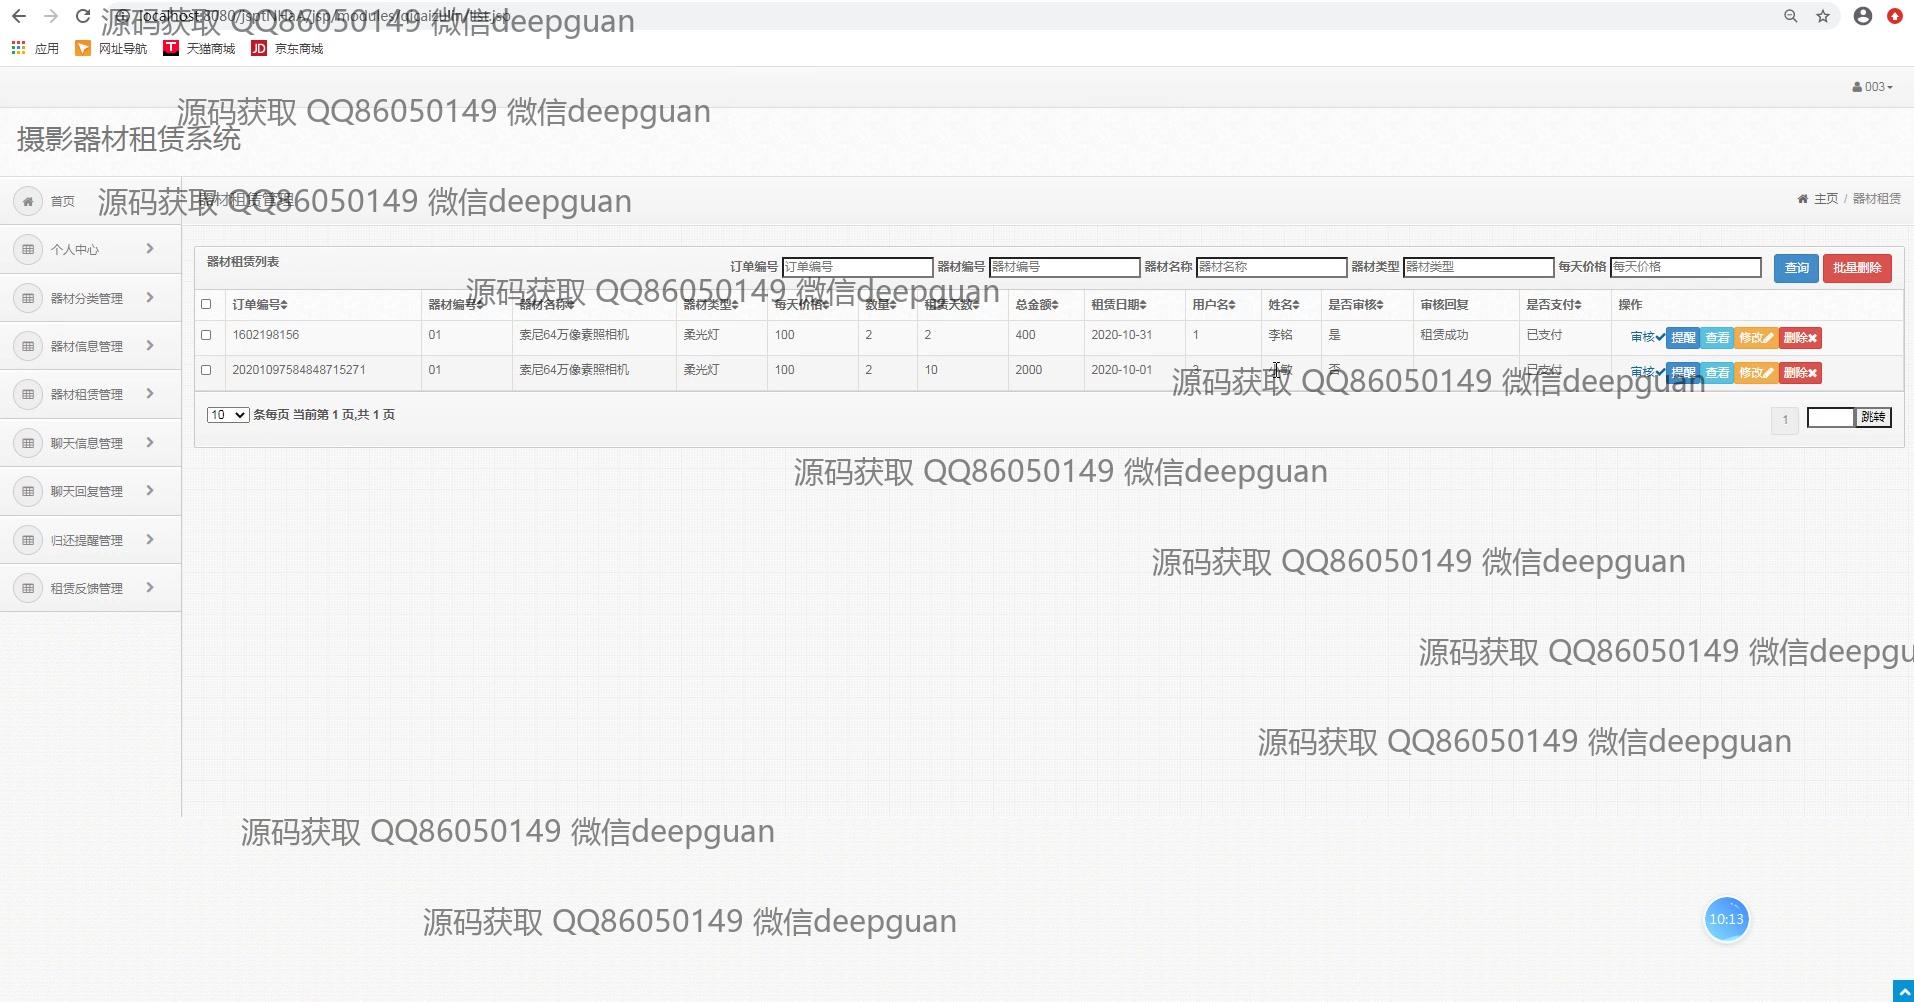 源码获取 QQ86050149 微信deepguan
应用 网址导航 天猫商城 JD 京东商城
003
源码获取 QQ86050149 微信deepguan
摄影器材租赁系统
首页
源码获取 QQ86050149 微信deepguan
器材租赁管理
主页 / 器材租赁
个人中心
器材分类管理
器材信息管理
器材租赁管理
聊天信息管理
聊天回复管理
归还提醒管理
租赁反馈管理
器材租赁列表
订单编号 订单编号 器材编号 器材编号 器材名称 器材名称 器材类型 器材类型 每天价格 每天价格 查询 批量删除
源码获取 QQ86050149 微信deepguan
订单编号 器材编号 器材名称 器材类型 每天价格 数量 租赁天数 总金额 租赁日期 用户名 姓名 是否审核 审核回复 是否支付 操作
1602198156 01 索尼64万像素照相机 柔光灯 100 2 2 400 2020-10-31 1 李铭 是 租赁成功 已支付 审核 提醒 查看 修改 删除
20201097584848715271 01 索尼64万像素照相机 柔光灯 100 2 10 2000 2020-10-01 敏 否 已支付 审核 提醒 查看 修改 删除
源码获取 QQ86050149 微信deepguan
10 条每页 当前第 1 页,共 1 页
1 跳转
源码获取 QQ86050149 微信deepguan
源码获取 QQ86050149 微信deepguan
源码获取 QQ86050149 微信deepgu
源码获取 QQ86050149 微信deepguan
源码获取 QQ86050149 微信deepguan
源码获取 QQ86050149 微信deepguan
10:13